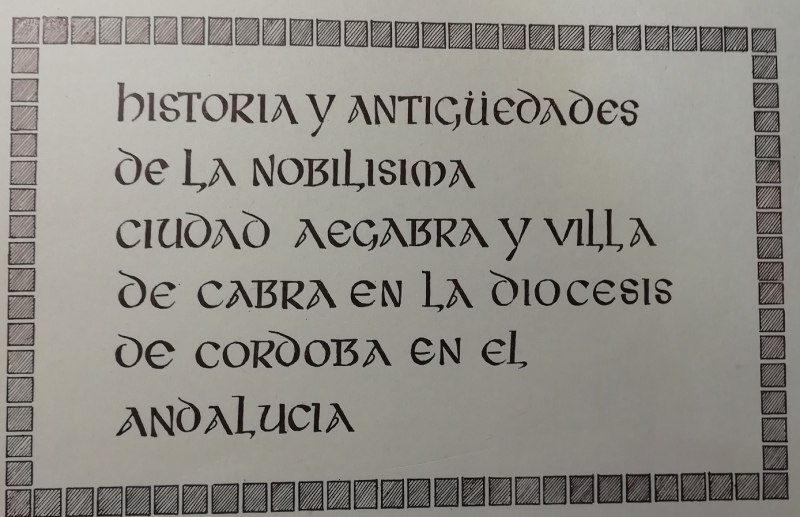 HISTORIA Y ANTIGÜEDADES
DE LA NOBILISIMA
CIUDAD AEGABRA Y VILLA
DE CABRA EN LA DIOCESIS
DE CORDOBA EN EL
ANDALUCIA